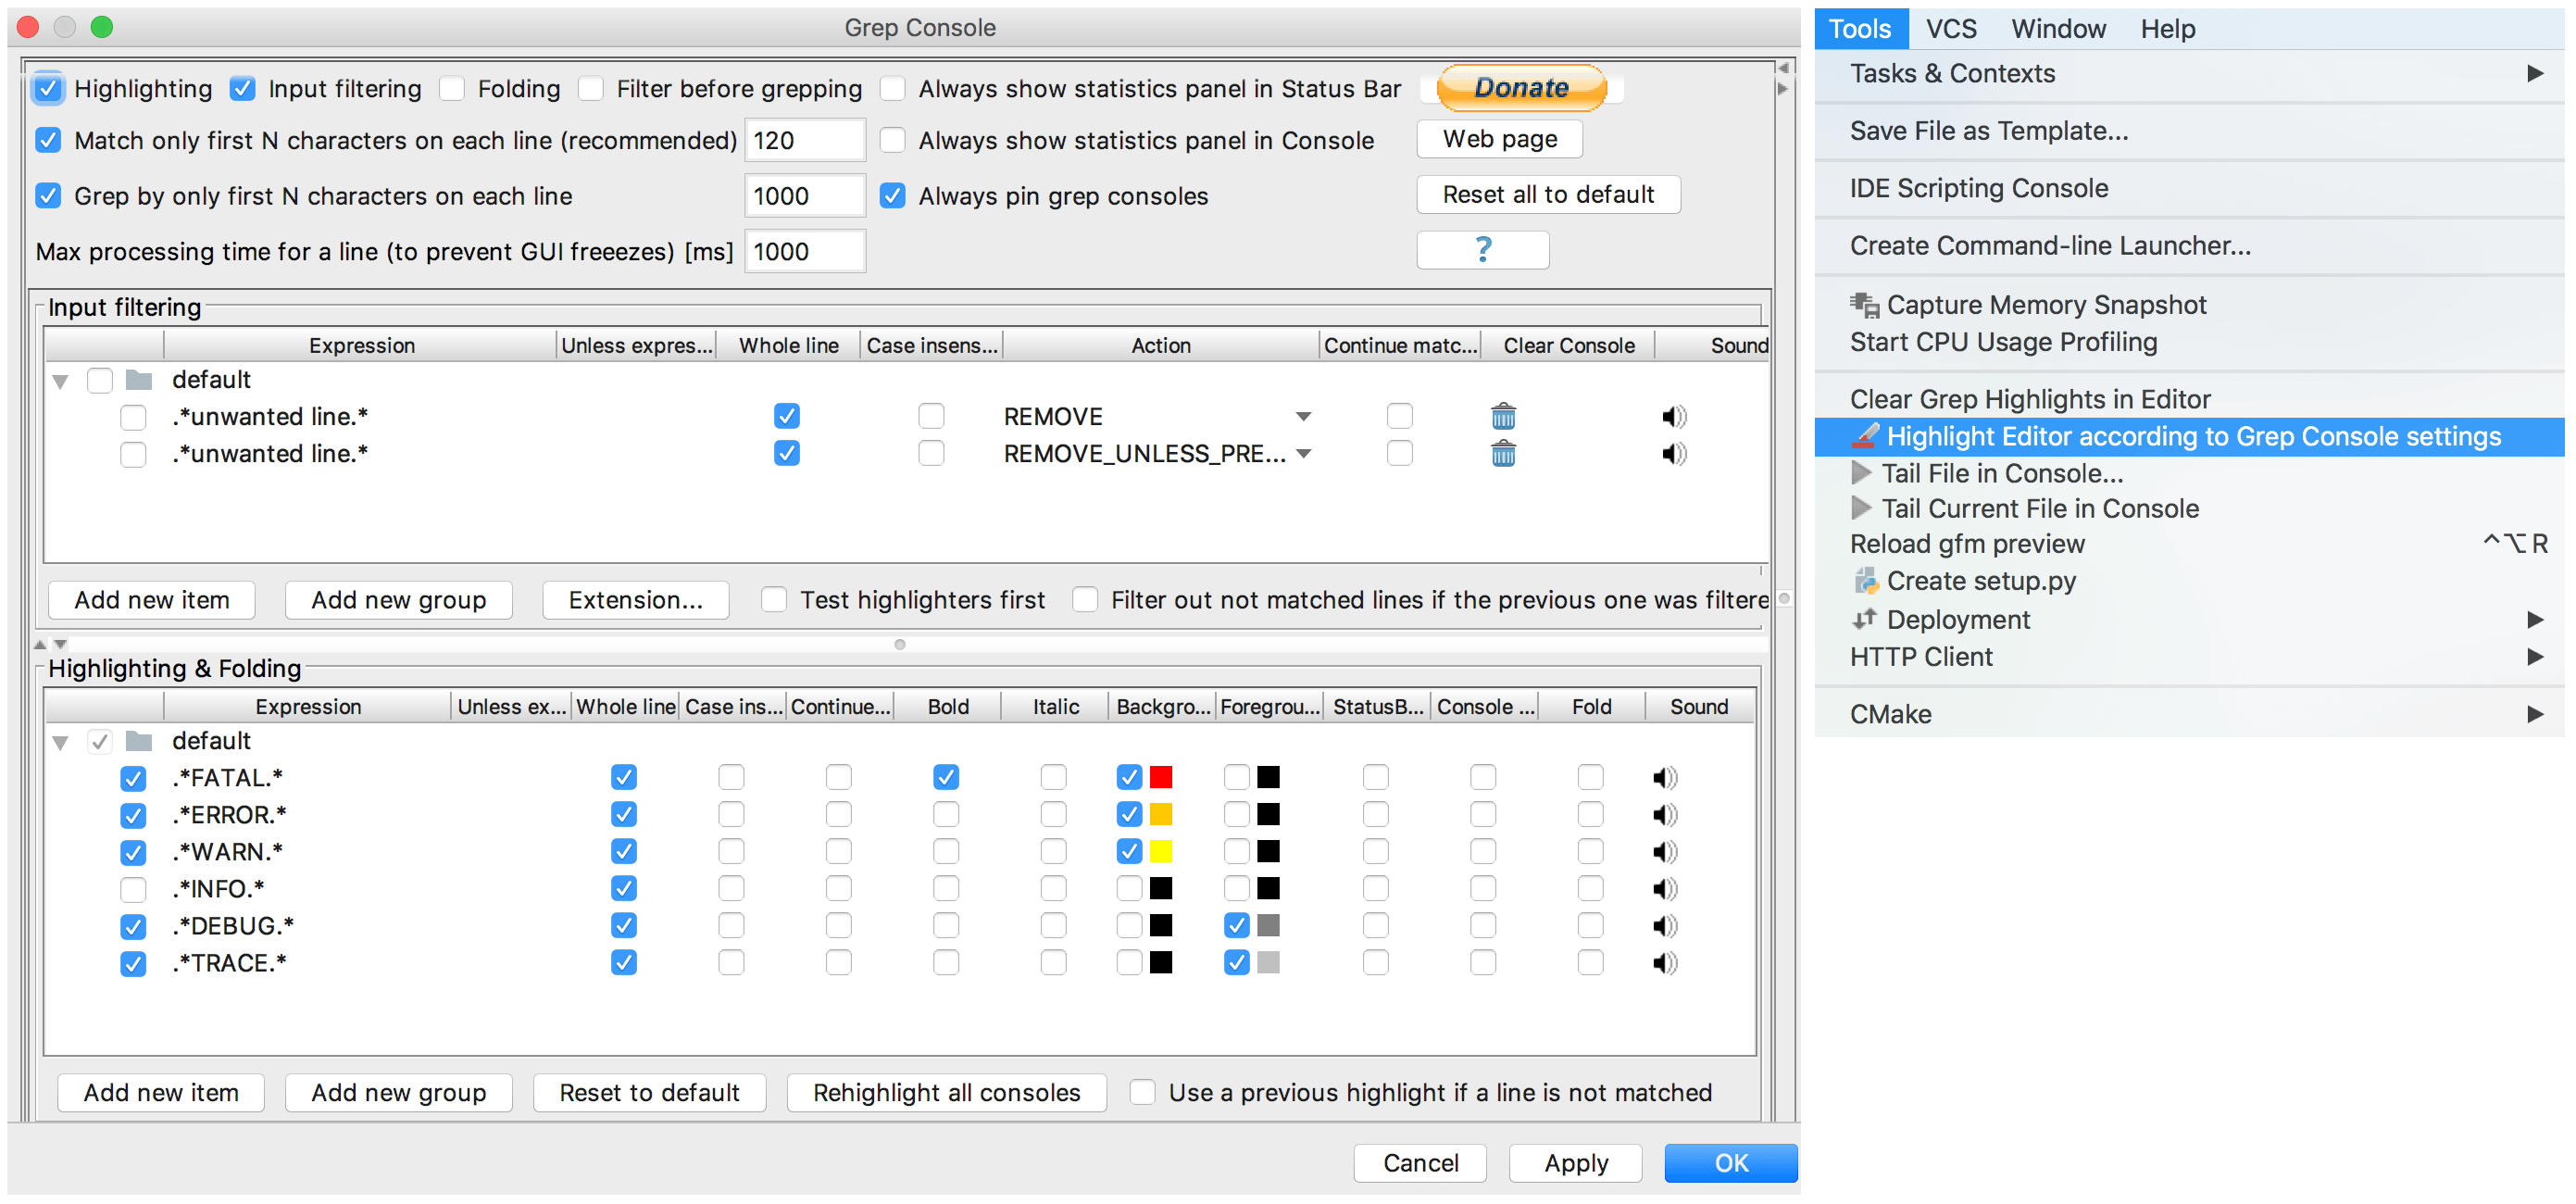 Grep Console
Highlighting Input filtering Folding Filter before grepping Always show statistics panel in Status Bar Donate
Match only first N characters on each line (recommended) 120 Always show statistics panel in Console Web page
Grep by only first N characters on each line 1000 Always pin grep consoles Reset all to default
Max processing time for a line (to prevent GUI freeezes) [ms] 1000 ?
Input filtering
Expression Unless expres... Whole line Case insens... Action Continue matc... Clear Console Sound
default
.*unwanted line.* REMOVE
.*unwanted line.* REMOVE_UNLESS_PRE...
Add new item Add new group Extension... Test highlighters first Filter out not matched lines if the previous one was filtere
Highlighting & Folding
Expression Unless ex... Whole line Case ins... Continue... Bold Italic Backgro... Foregrou... StatusB... Console ... Fold Sound
default
.*FATAL.*
.*ERROR.*
.*WARN.*
.*INFO.*
.*DEBUG.*
.*TRACE.*
Add new item Add new group Reset to default Rehighlight all consoles Use a previous highlight if a line is not matched
Cancel Apply OK
Tools VCS Window Help
Tasks & Contexts
Save File as Template...
IDE Scripting Console
Create Command-line Launcher...
Capture Memory Snapshot
Start CPU Usage Profiling
Clear Grep Highlights in Editor
Highlight Editor according to Grep Console settings
Tail File in Console...
Tail Current File in Console
Reload gfm preview ^⌥R
Create setup.py
Deployment
HTTP Client
CMake